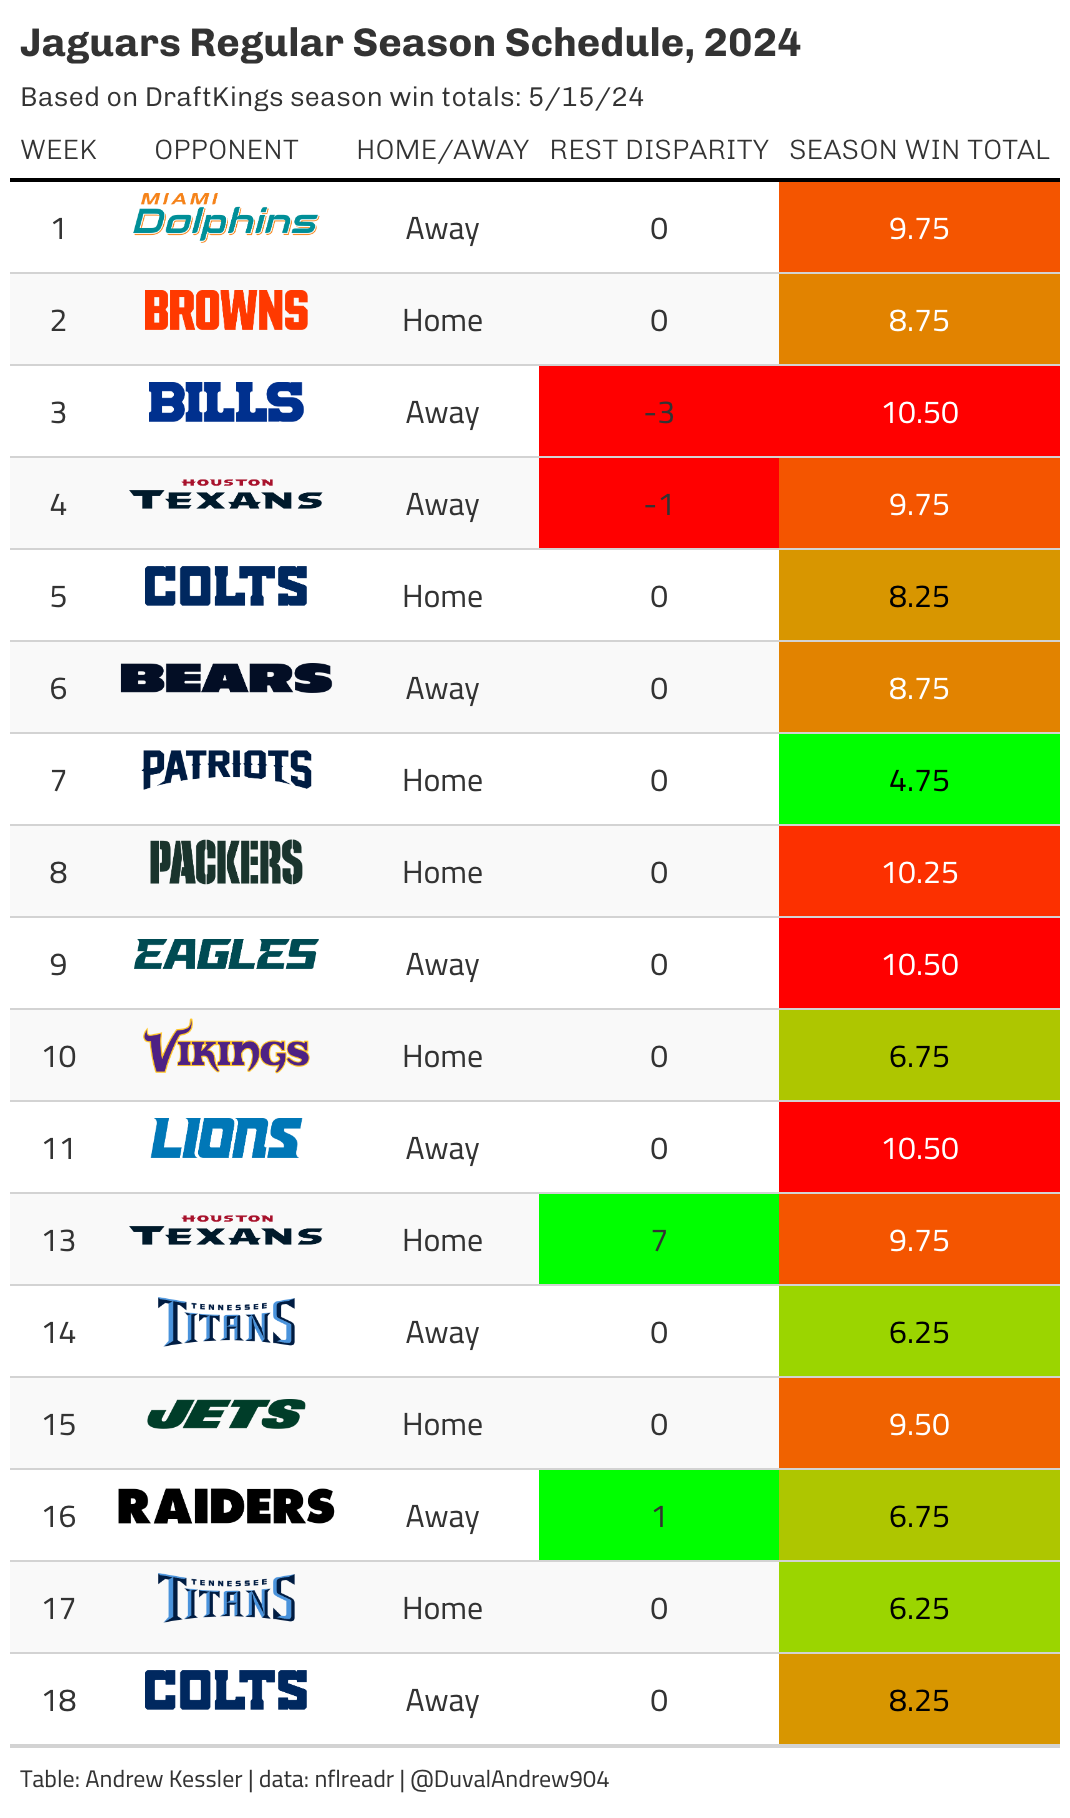 Jaguars Regular Season Schedule, 2024
Based on DraftKings season win totals: 5/15/24
WEEK OPPONENT HOME/AWAY REST DISPARITY SEASON WIN TOTAL
1 MIAMI Dolphins Away 0 9.75
2 BROWNS Home 0 8.75
3 BILLS Away -3 10.50
4 HOUSTON TEXANS Away -1 9.75
5 COLTS Home 0 8.25
6 BEARS Away 0 8.75
7 PATRIOTS Home 0 4.75
8 PACKERS Home 0 10.25
9 EAGLES Away 0 10.50
10 VIKINGS Home 0 6.75
11 LIONS Away 0 10.50
13 HOUSTON TEXANS Home 7 9.75
14 TENNESSEE TITANS Away 0 6.25
15 JETS Home 0 9.50
16 RAIDERS Away 1 6.75
17 TENNESSEE TITANS Home 0 6.25
18 COLTS Away 0 8.25
Table: Andrew Kessler | data: nflreadr | @DuvalAndrew904